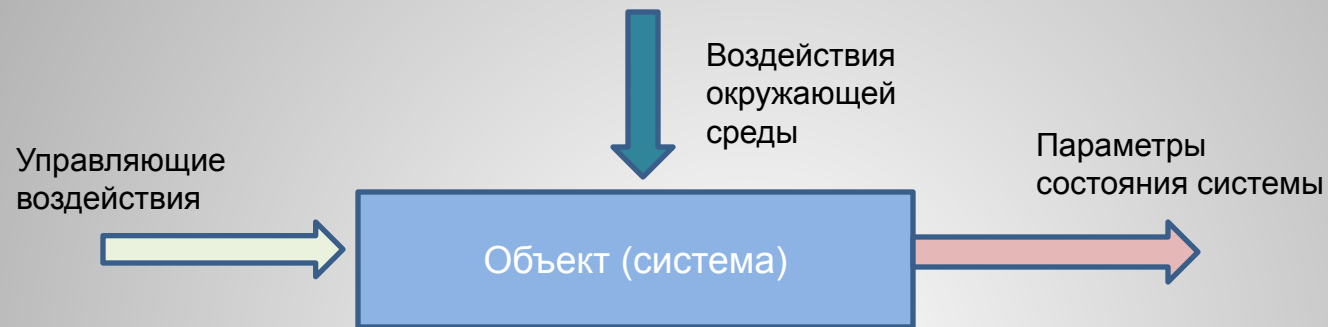 Воздействия
окружающей
среды
Управляющие
воздействия
Параметры
состояния системы
Объект (система)